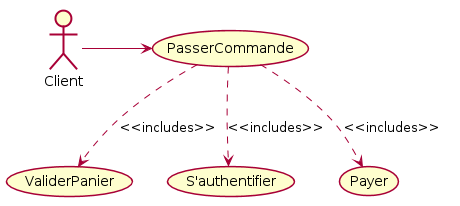 PasserCommande
Client
<<includes>> <<includes>> <<includes>>
ValiderPanier S'authentifier Payer